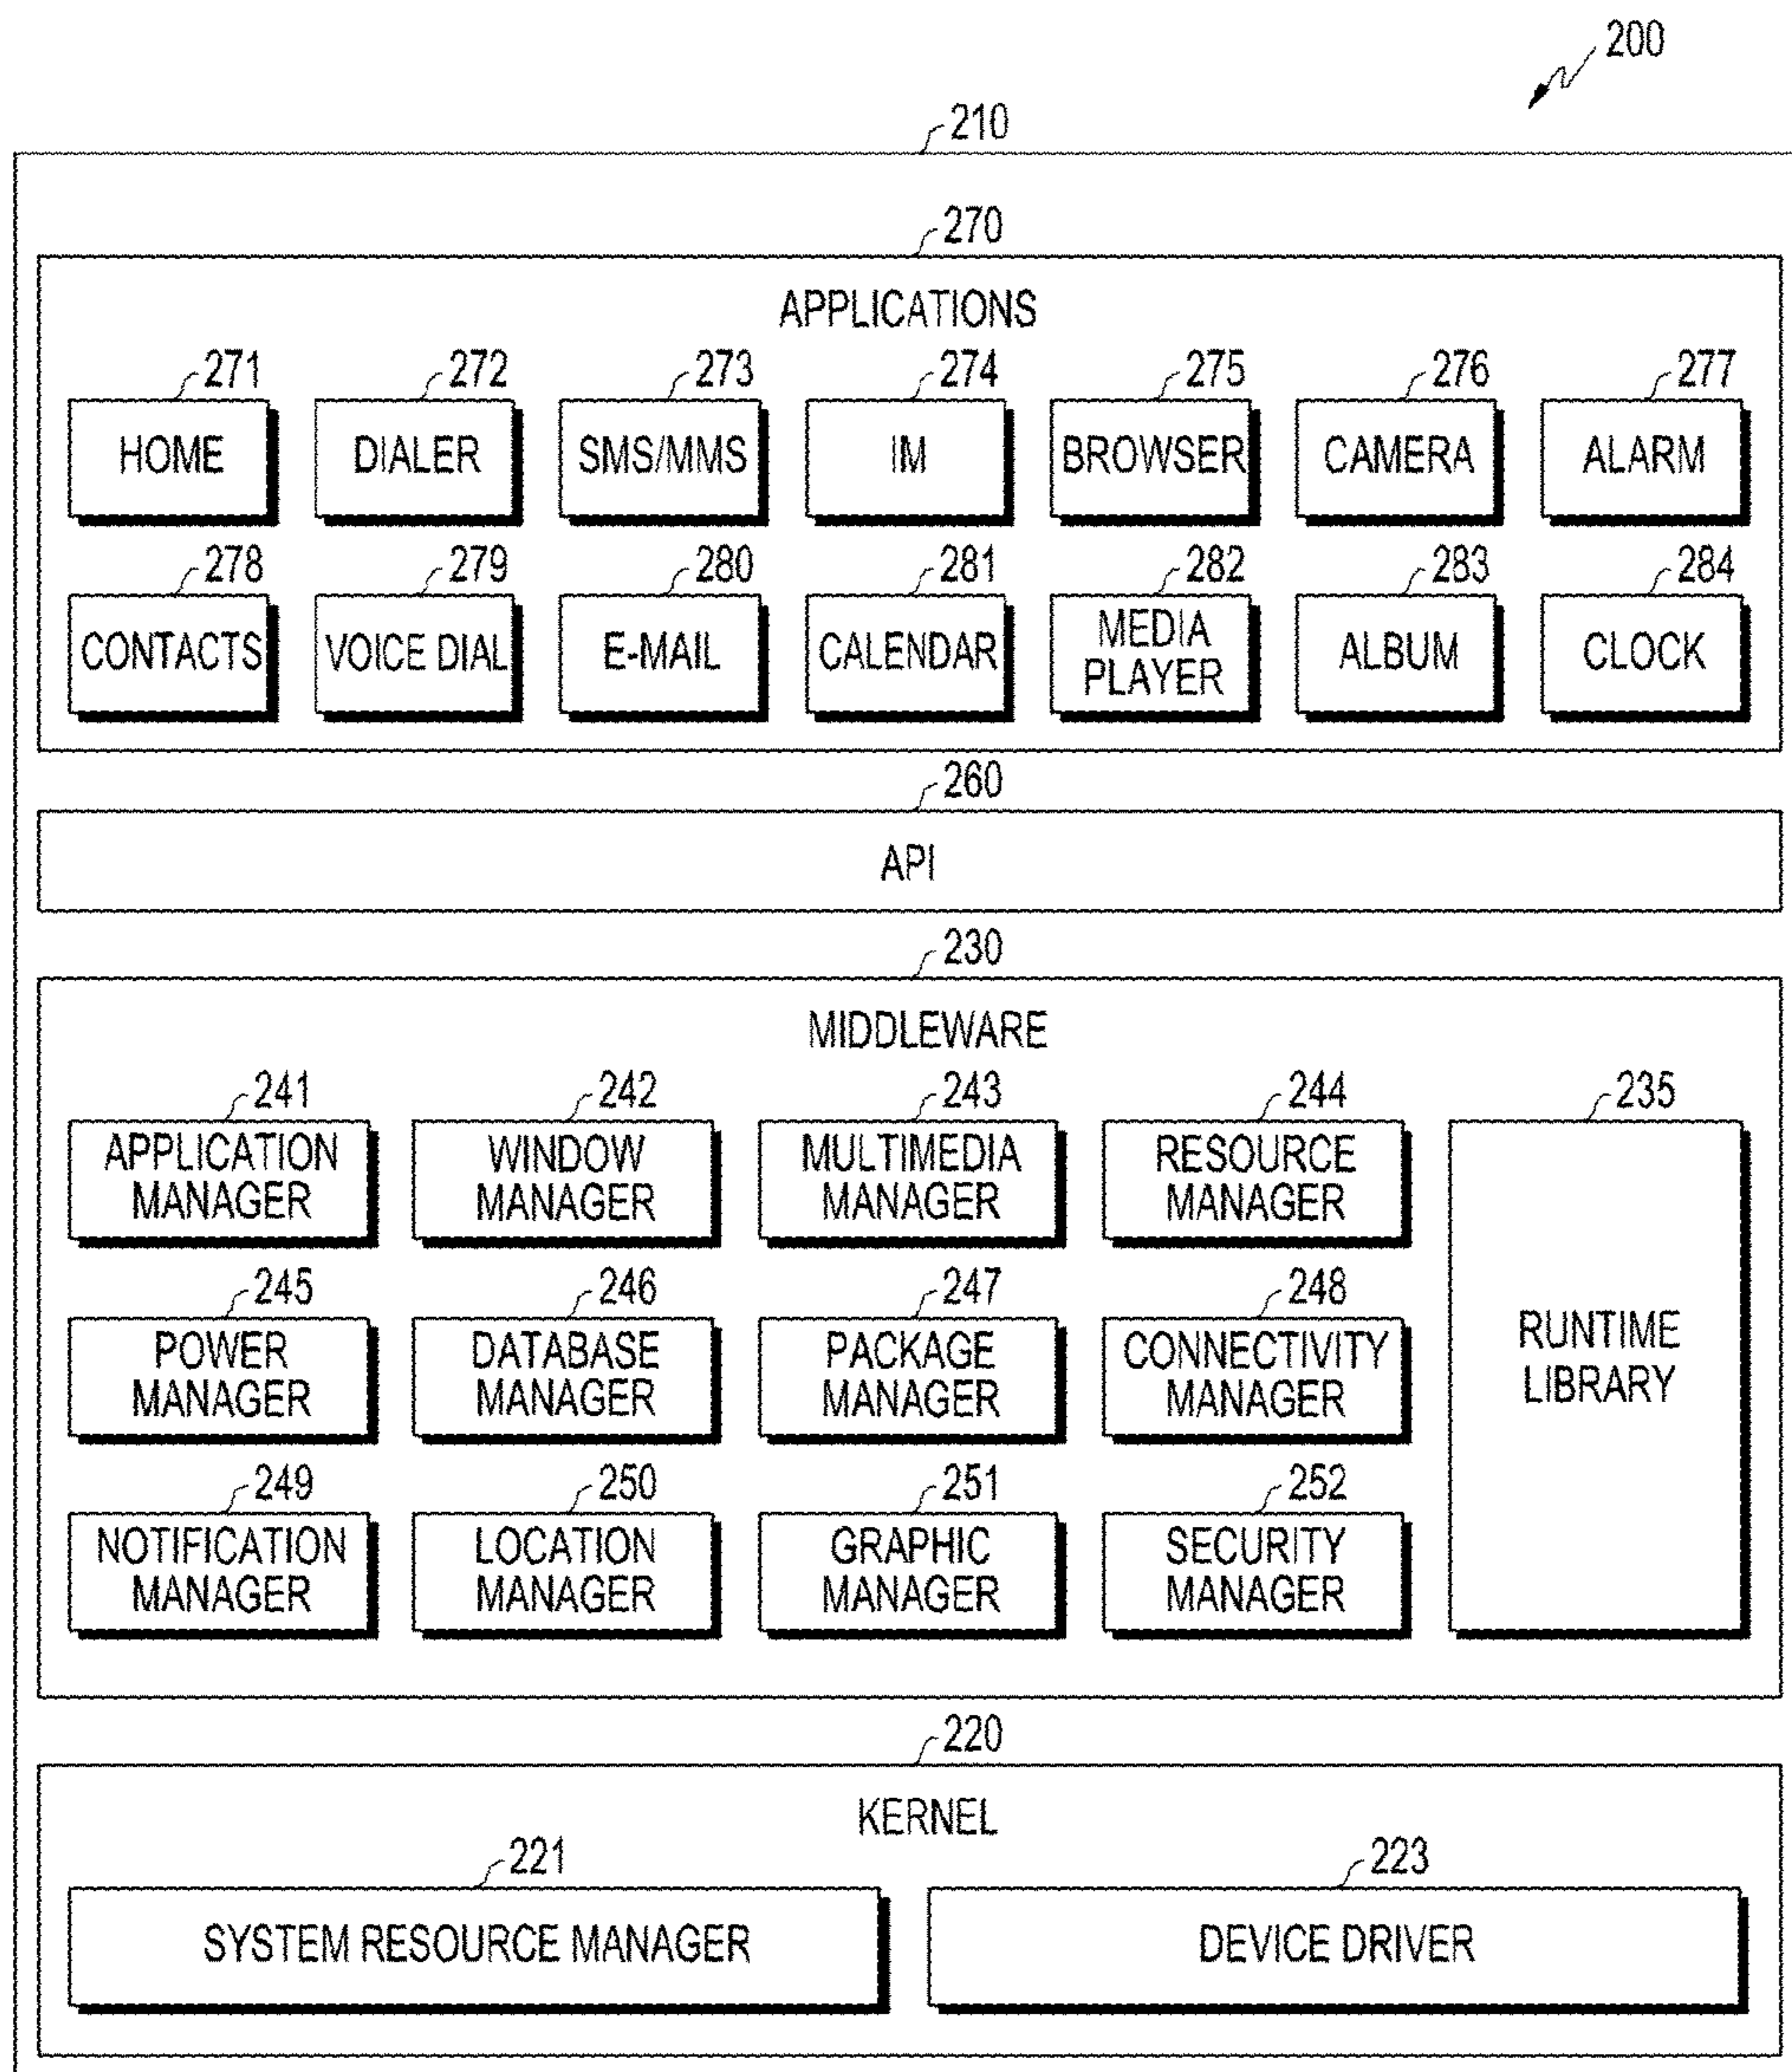 200
210
270
APPLICATIONS
271 272 273 274 275 276 277
HOME DIALER SMS/MMS IM BROWSER CAMERA ALARM
278 279 280 281 282 283 284
CONTACTS VOICE DIAL E-MAIL CALENDAR MEDIA PLAYER ALBUM CLOCK
260
API
230
MIDDLEWARE
241 242 243 244 235
APPLICATION MANAGER WINDOW MANAGER MULTIMEDIA MANAGER RESOURCE MANAGER
245 246 247 248
POWER MANAGER DATABASE MANAGER PACKAGE MANAGER CONNECTIVITY MANAGER RUNTIME LIBRARY
249 250 251 252
NOTIFICATION MANAGER LOCATION MANAGER GRAPHIC MANAGER SECURITY MANAGER
220
KERNEL
221 223
SYSTEM RESOURCE MANAGER DEVICE DRIVER